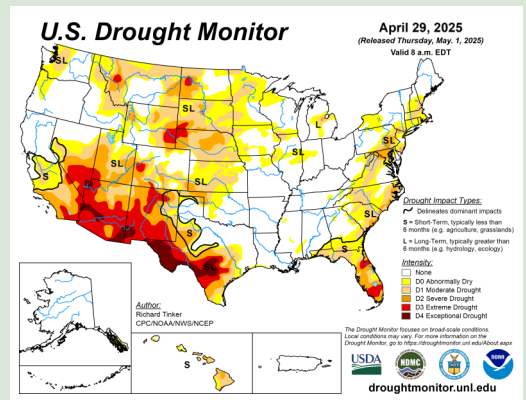 U.S. Drought Monitor
April 29, 2025
(Released Thursday, May. 1, 2025)
Valid 8 a.m. EDT
SL
SL
L
SL
SL
SL
S
SL
SL
S
SL
S
SL
S
Drought Impact Types:
Delineates dominant impacts
S = Short-Term, typically less than
6 months (e.g. agriculture, grasslands)
L = Long-Term, typically greater than
6 months (e.g. hydrology, ecology)
Intensity:
None
D0 Abnormally Dry
D1 Moderate Drought
D2 Severe Drought
D3 Extreme Drought
D4 Exceptional Drought
Author:
Richard Tinker
CPC/NOAA/NWS/NCEP
The Drought Monitor focuses on broad-scale conditions.
Local conditions may vary. For more information on the
Drought Monitor, go to https://droughtmonitor.unl.edu/About.aspx
USDA
NDMC
NOAA
droughtmonitor.unl.edu